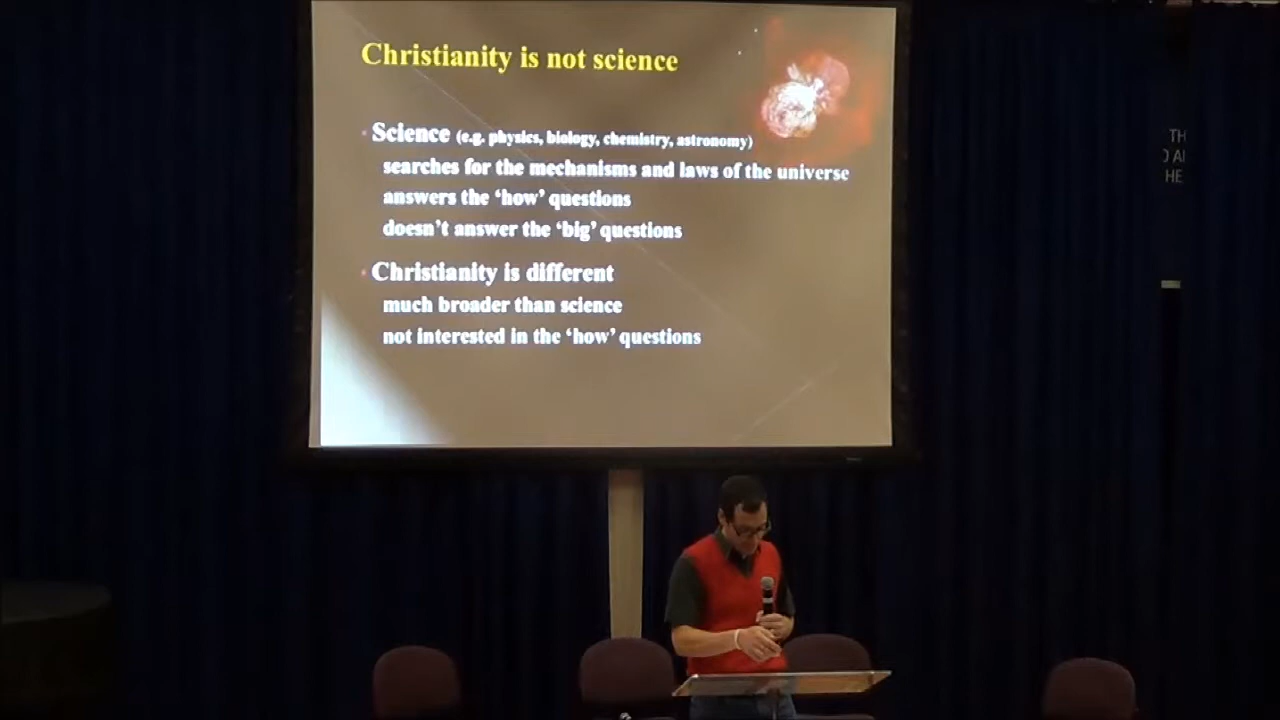 Christianity is not science
Science (e.g. physics, biology, chemistry, astronomy)
searches for the mechanisms and laws of the universe
answers the ‘how’ questions
doesn’t answer the ‘big’ questions
Christianity is different
much broader than science
not interested in the ‘how’ questions
TH
HE